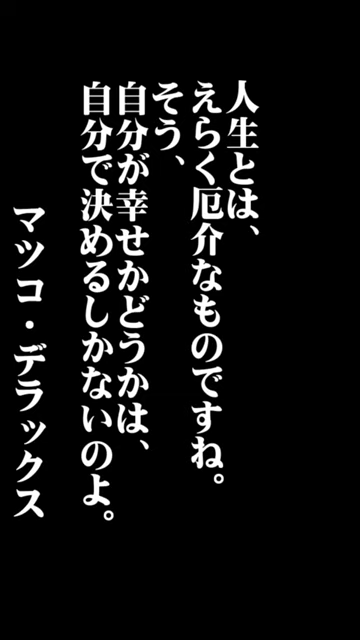 人生とは、
えらく厄介なものですね。
そう、
自分が幸せかどうかは、
自分で決めるしかないのよ。
マツコ・デラックス